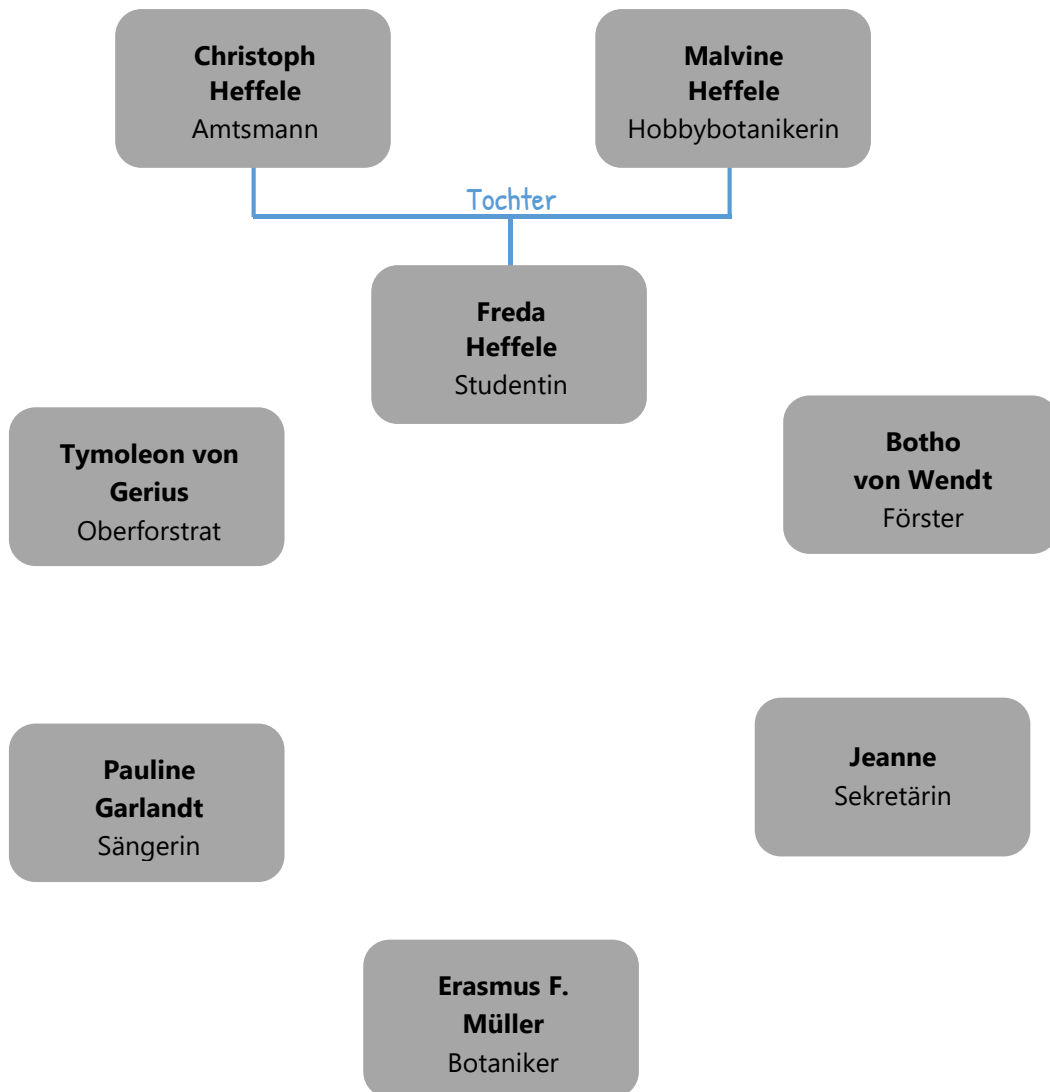 Christoph
Heffele
Amtsmann
Malvine
Heffele
Hobbybotanikerin
Tochter
Freda
Heffele
Studentin
Tymoleon von
Gerius
Oberforstrat
Botho
von Wendt
Förster
Pauline
Garlandt
Sängerin
Jeanne
Sekretärin
Erasmus F.
Müller
Botaniker